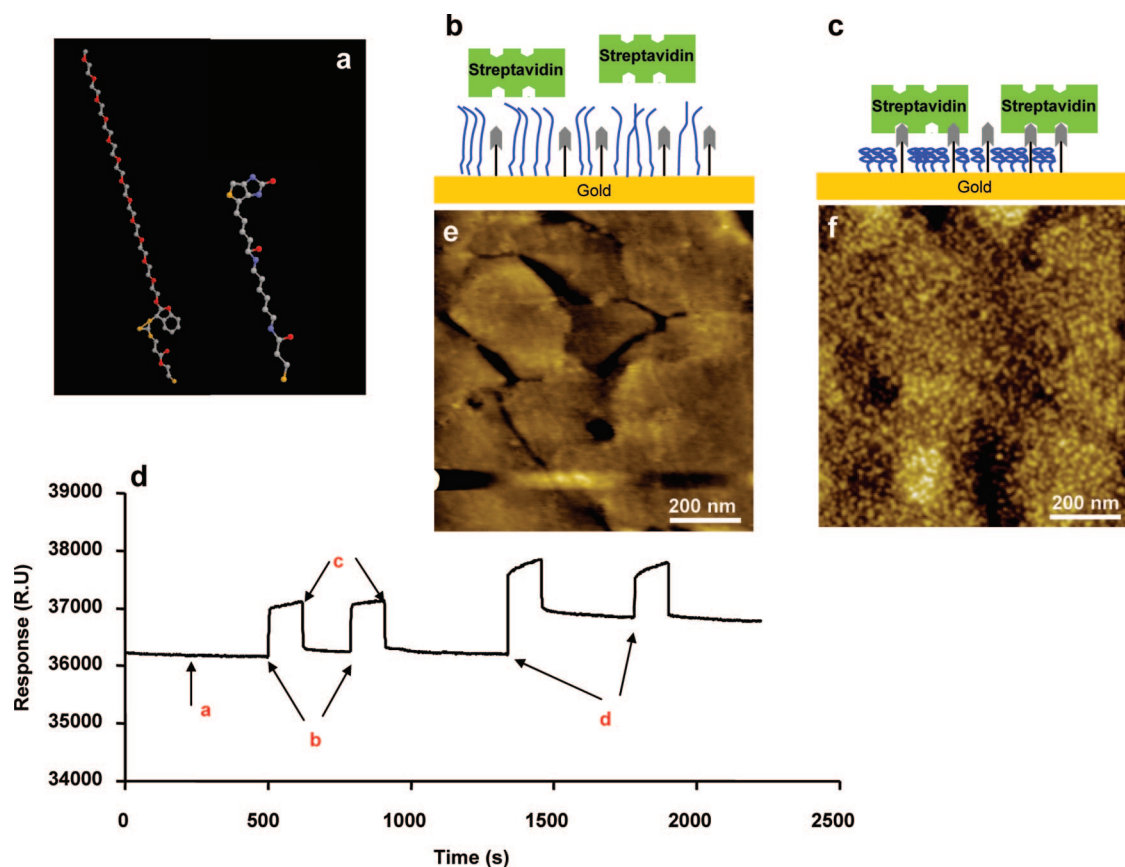 a
b
Streptavidin
Streptavidin
Gold
c
Streptavidin
Streptavidin
Gold
e
200 nm
f
200 nm
d
39000
38000
37000
36000
35000
34000
Response (R.U)
a
b
c
d
0
500
1000
1500
2000
2500
Time (s)